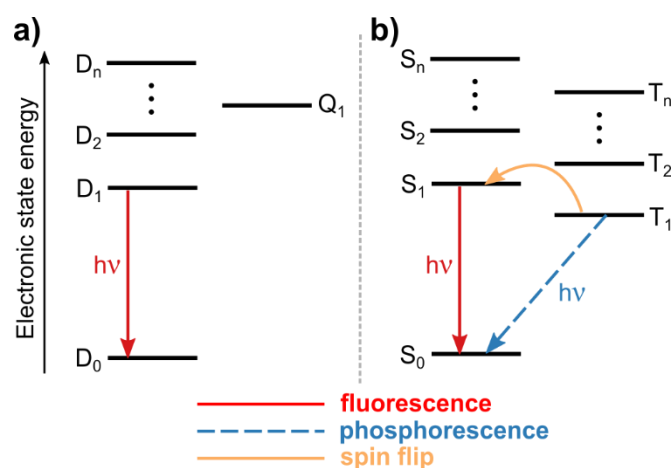 a)
Electronic state energy
Dn
D2
D1
D0
Q1
hν
b)
Sn
S2
S1
S0
Tn
T2
T1
hν
hν
fluorescence
phosphorescence
spin flip